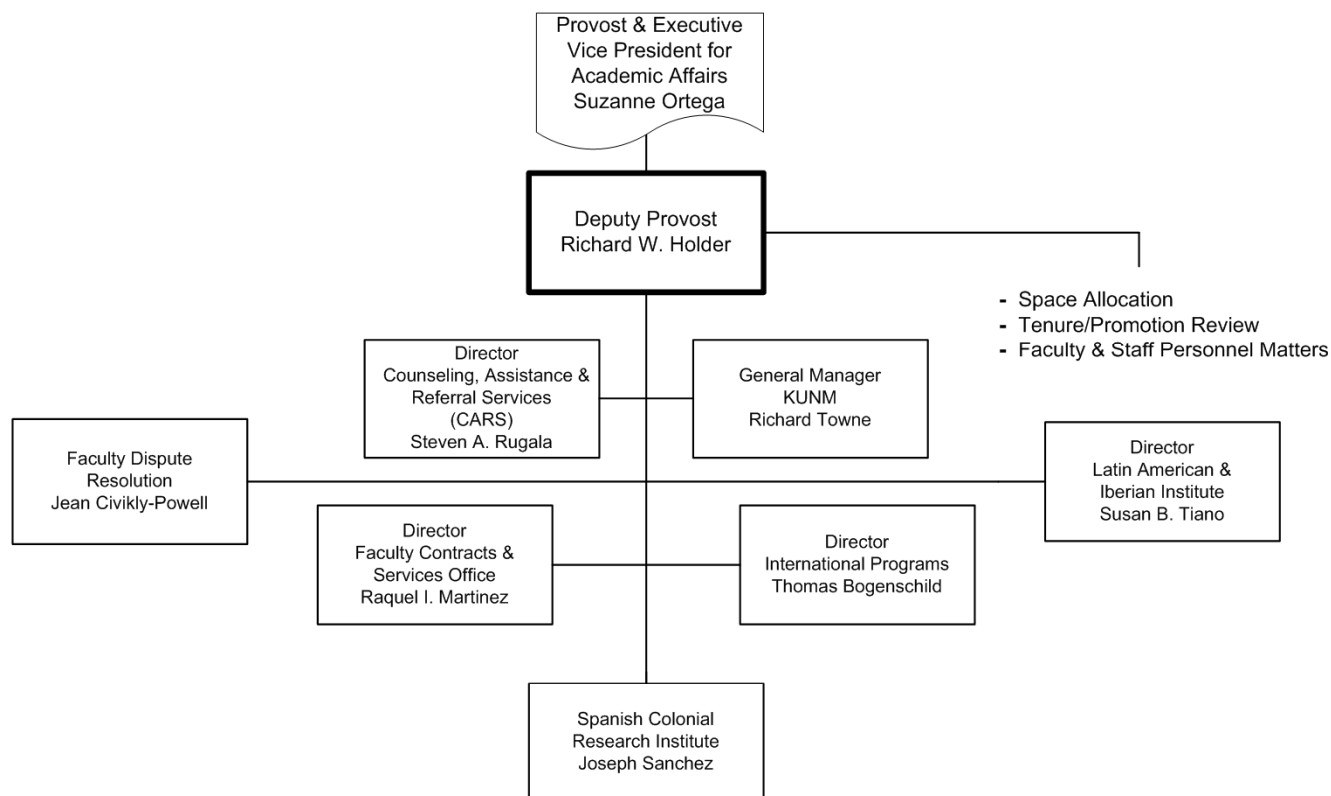 Provost & Executive
Vice President for
Academic Affairs
Suzanne Ortega
Deputy Provost
Richard W. Holder
- Space Allocation
- Tenure/Promotion Review
- Faculty & Staff Personnel Matters
Director
Counseling, Assistance &
Referral Services
(CARS)
Steven A. Rugala
General Manager
KUNM
Richard Towne
Faculty Dispute
Resolution
Jean Civikly-Powell
Director
Latin American &
Iberian Institute
Susan B. Tiano
Director
Faculty Contracts &
Services Office
Raquel I. Martinez
Director
International Programs
Thomas Bogenschild
Spanish Colonial
Research Institute
Joseph Sanchez